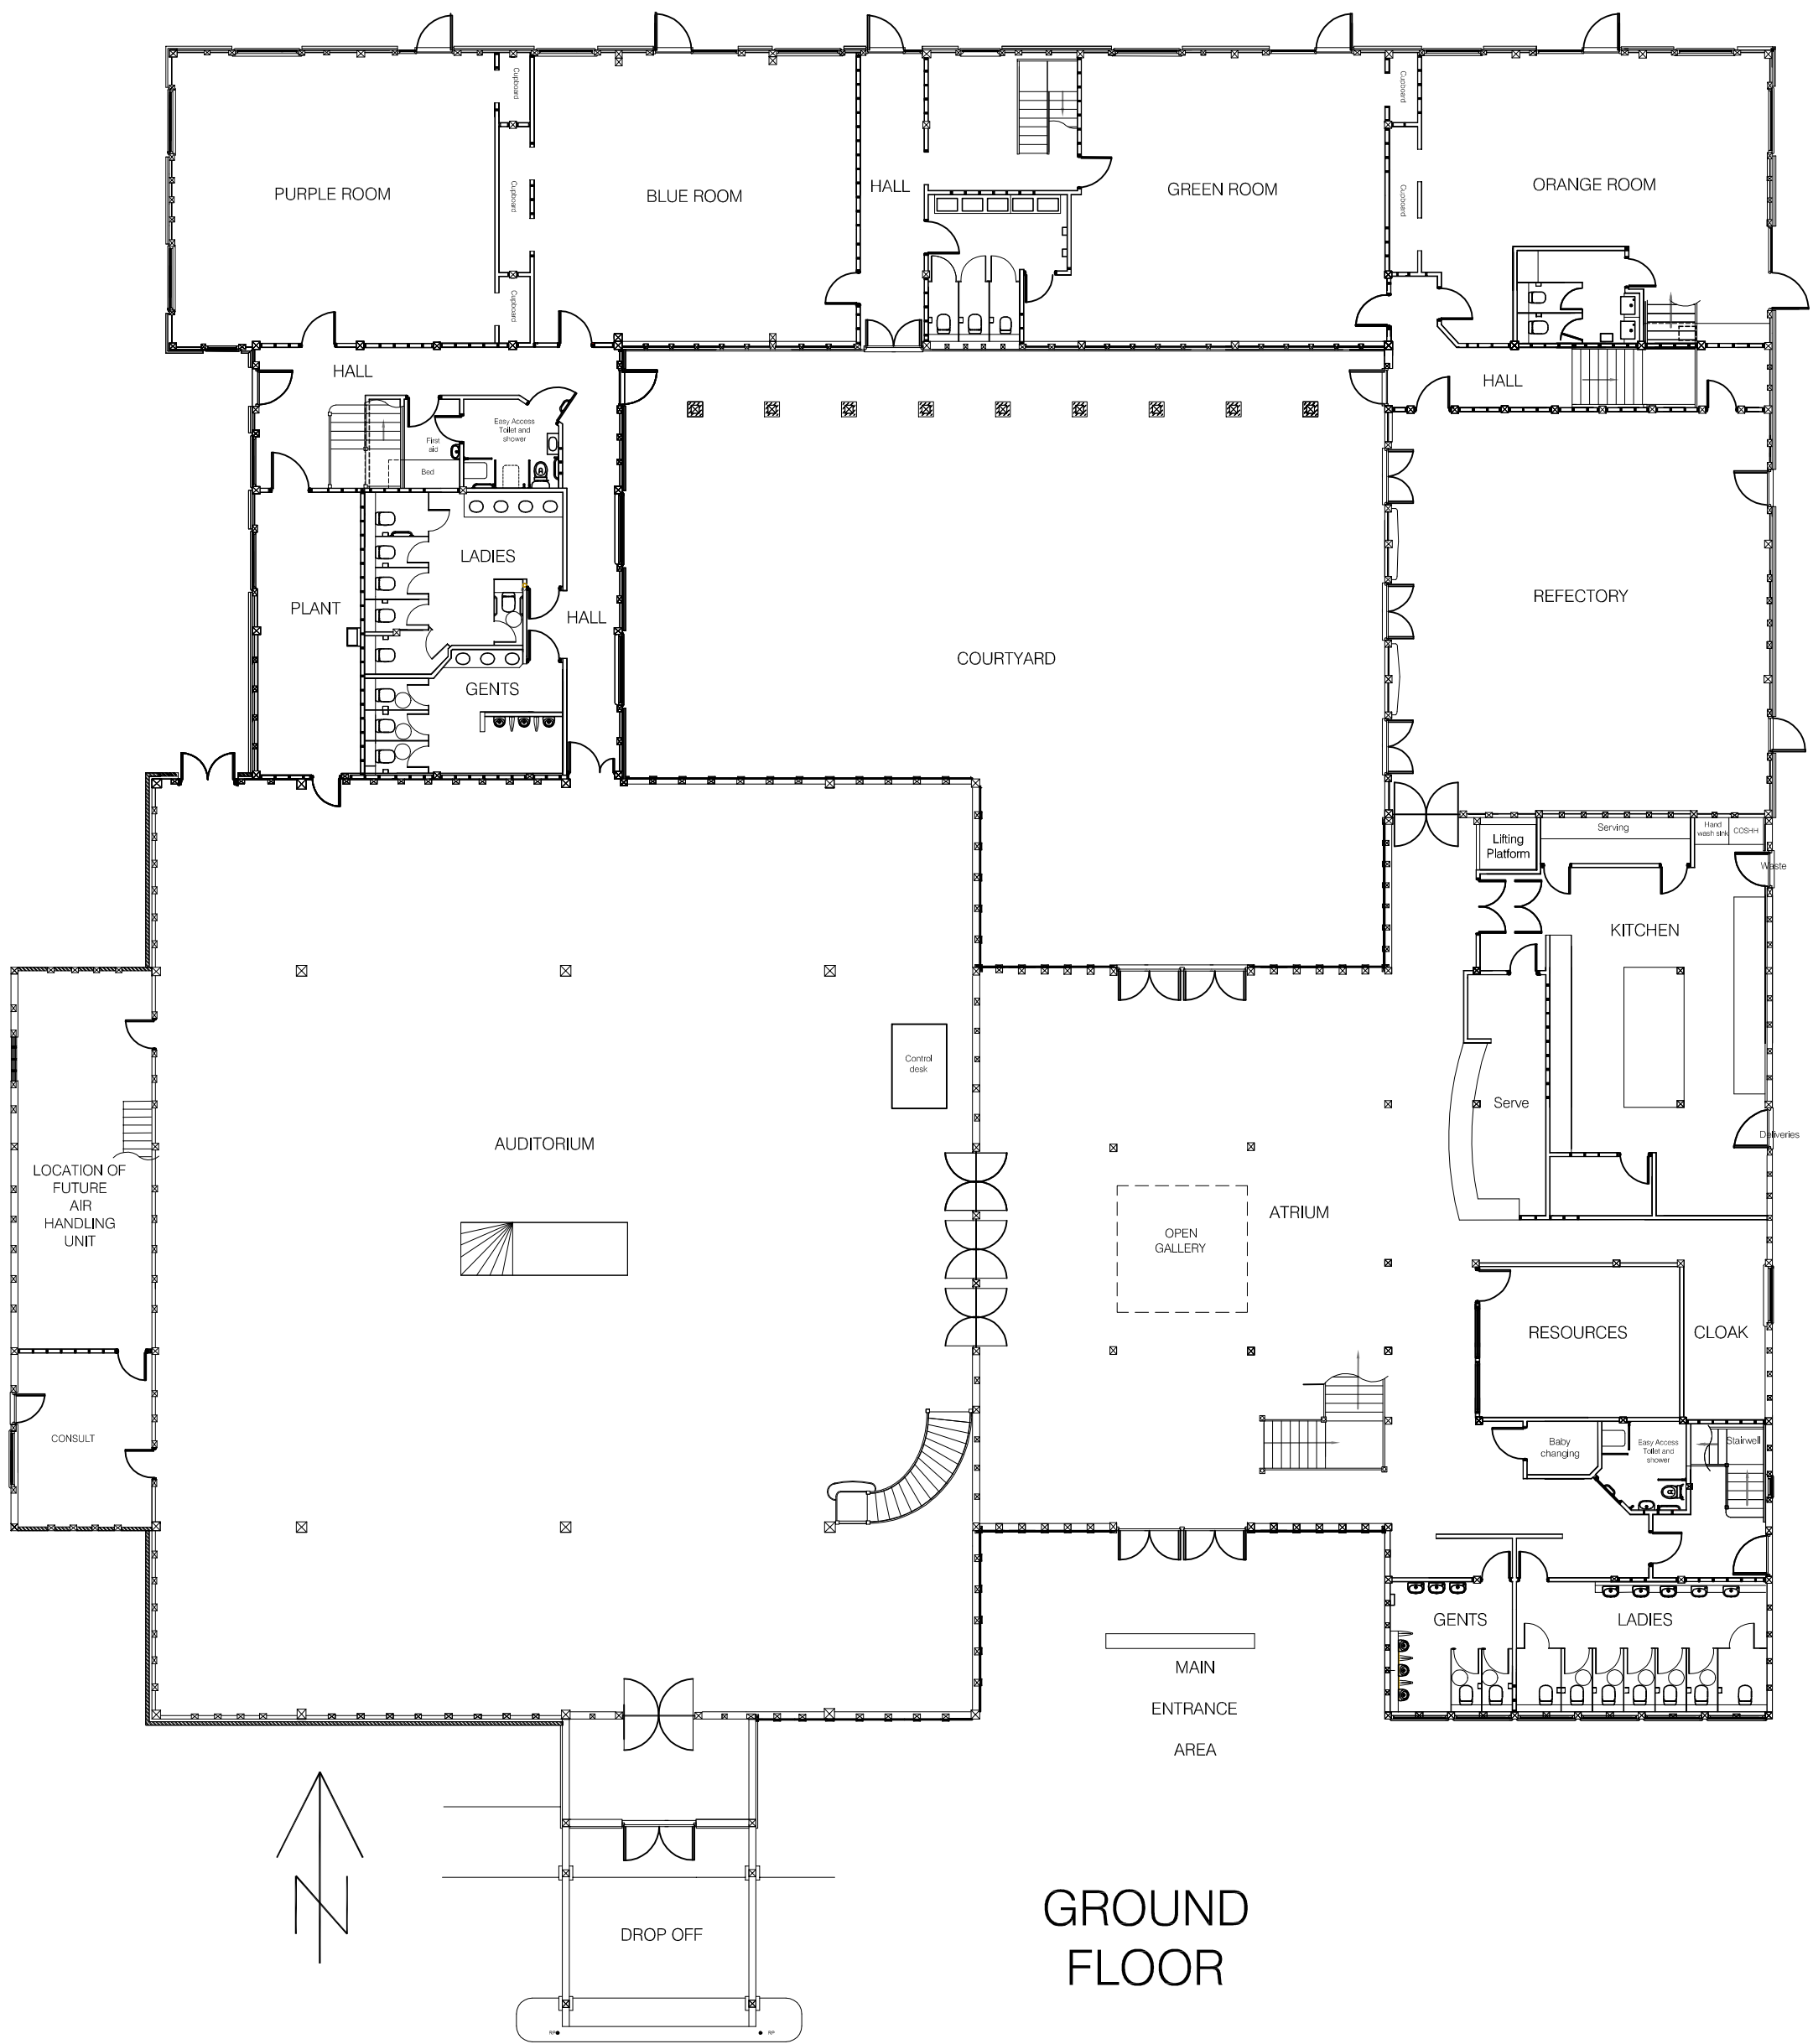 Cupboard
Cupboard
PURPLE ROOM
BLUE ROOM
HALL
GREEN ROOM
ORANGE ROOM
Cupboard
Cupboard
Cupboard
HALL
HALL
Easy Access
Toilet and
shower
First
aid
Bed
LADIES
PLANT
HALL
REFECTORY
COURTYARD
GENTS
Lifting
Platform
Serving
Hand
wash sink
COSHH
Waste
KITCHEN
Control
desk
Serve
Deliveries
AUDITORIUM
LOCATION OF
FUTURE
AIR
HANDLING
UNIT
ATRIUM
OPEN
GALLERY
RESOURCES
CLOAK
CONSULT
Baby
changing
Easy Access
Toilet and
shower
Stairwell
GENTS
LADIES
MAIN
ENTRANCE
AREA
N
GROUND
FLOOR
DROP OFF
RP
RP